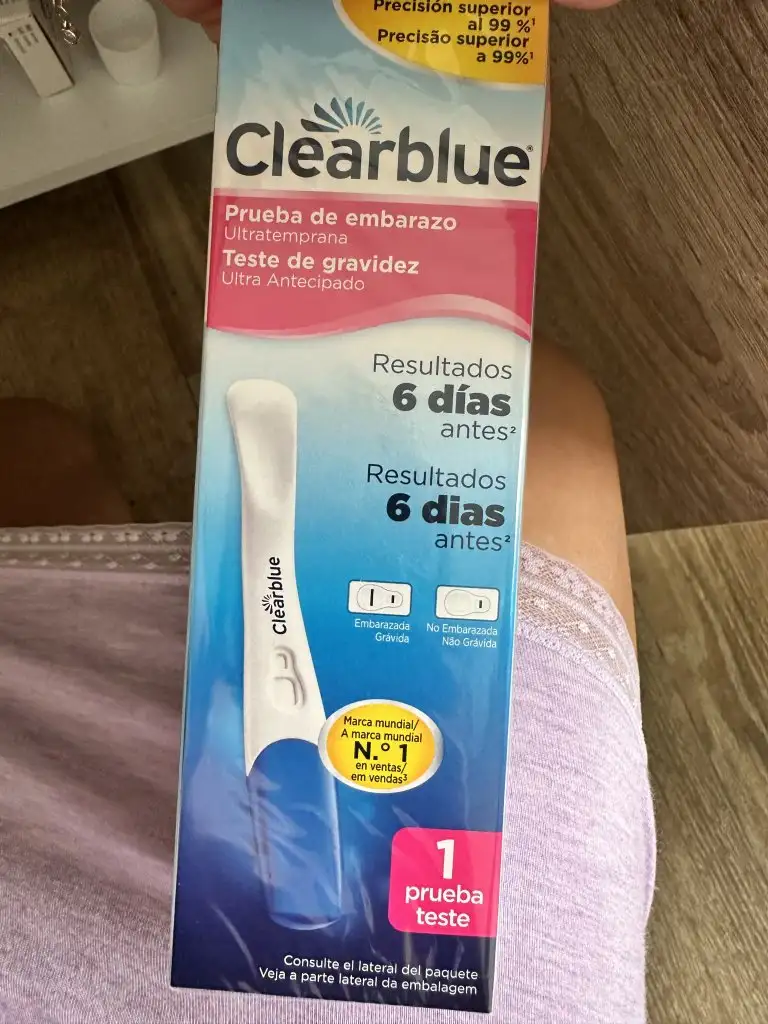 Precisión superior
al 99 %¹
Precisão superior
a 99%¹
Clearblue®
Prueba de embarazo
Ultratemprana
Teste de gravidez
Ultra Antecipado
Resultados
6 días
antes²
Resultados
6 dias
antes²
Clearblue
Embarazada
Grávida
No Embarazada
Não Grávida
Marca mundial/
A marca mundial
N.º 1
en ventas/
em vendas³
1
prueba
teste
Consulte el lateral del paquete
Veja a parte lateral da embalagem